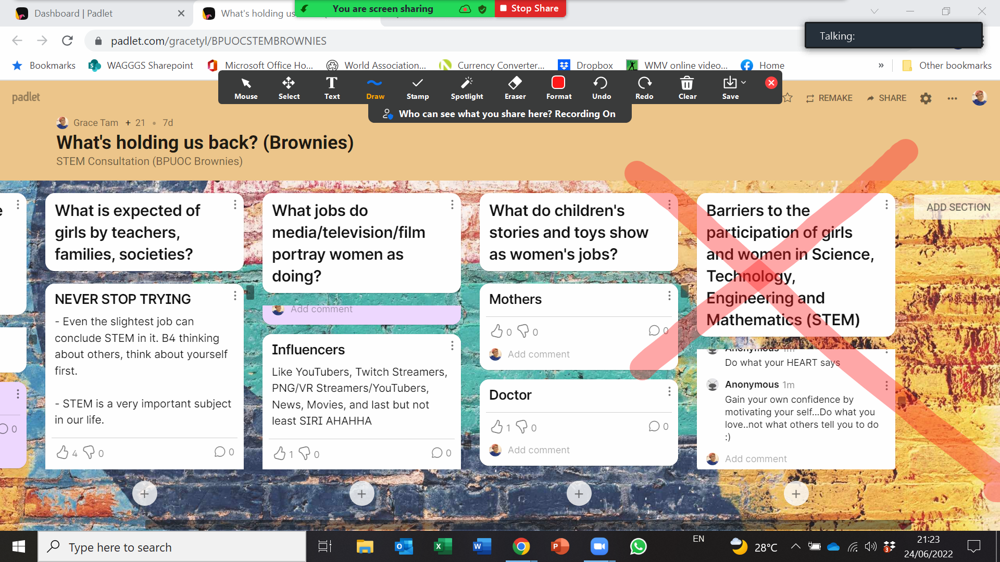 Dashboard | Padlet
What's holding us
You are screen sharing
Stop Share
padlet.com/gracetyl/BPUOCSTEMBROWNIES
Talking:
Bookmarks
WAGGGS Sharepoint
Microsoft Office Ho...
World Association...
Currency Converter...
Dropbox
WMV online video...
Home
»
Other bookmarks
Mouse
Select
Text
Draw
Stamp
Spotlight
Eraser
Format
Undo
Redo
Clear
Save
padlet
REMAKE
SHARE
Who can see what you share here? Recording On
Grace Tam + 21 • 7d
What's holding us back? (Brownies)
STEM Consultation (BPUOC Brownies)
e
0
What is expected of
girls by teachers,
families, societies?
NEVER STOP TRYING
- Even the slightest job can
conclude STEM in it. B4 thinking
about others, think about yourself
first.
- STEM is a very important subject
in our life.
4 0 0
What jobs do
media/television/film
portray women as
doing?
Add comment
Influencers
Like YouTubers, Twitch Streamers,
PNG/VR Streamers/YouTubers,
News, Movies, and last but not
least SIRI AHAHHA
1 0 0
What do children's
stories and toys show
as women's jobs?
Mothers
0 0 0
Add comment
Doctor
1 0 0
Add comment
Barriers to the
participation of girls
and women in Science,
Technology,
Engineering and
Mathematics (STEM)
Anonymous 1m
Do what your HEART says
Anonymous 1m
Gain your own confidence by
motivating your self...Do what you
love..not what others tell you to do
:)
Add comment
ADD SECTION
Type here to search
EN
28°C
3
21:23
24/06/2022